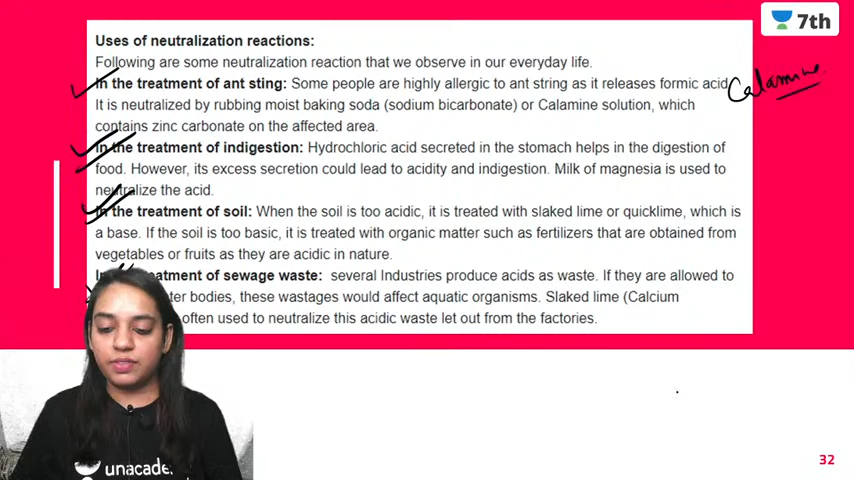 7th
Uses of neutralization reactions:
Following are some neutralization reaction that we observe in our everyday life.
In the treatment of ant sting: Some people are highly allergic to ant string as it releases formic acid
Calamine
It is neutralized by rubbing moist baking soda (sodium bicarbonate) or Calamine solution, which
contains zinc carbonate on the affected area.
In the treatment of indigestion: Hydrochloric acid secreted in the stomach helps in the digestion of
food. However, its excess secretion could lead to acidity and indigestion. Milk of magnesia is used to
neutralize the acid.
In the treatment of soil: When the soil is too acidic, it is treated with slaked lime or quicklime, which is
a base. If the soil is too basic, it is treated with organic matter such as fertilizers that are obtained from
vegetables or fruits as they are acidic in nature.
of sewage waste: several Industries produce acids as waste. If they are allowed to
bodies, these wastages would affect aquatic organisms. Slaked lime (Calcium
often used to neutralize this acidic waste let out from the factories.
unacade
32